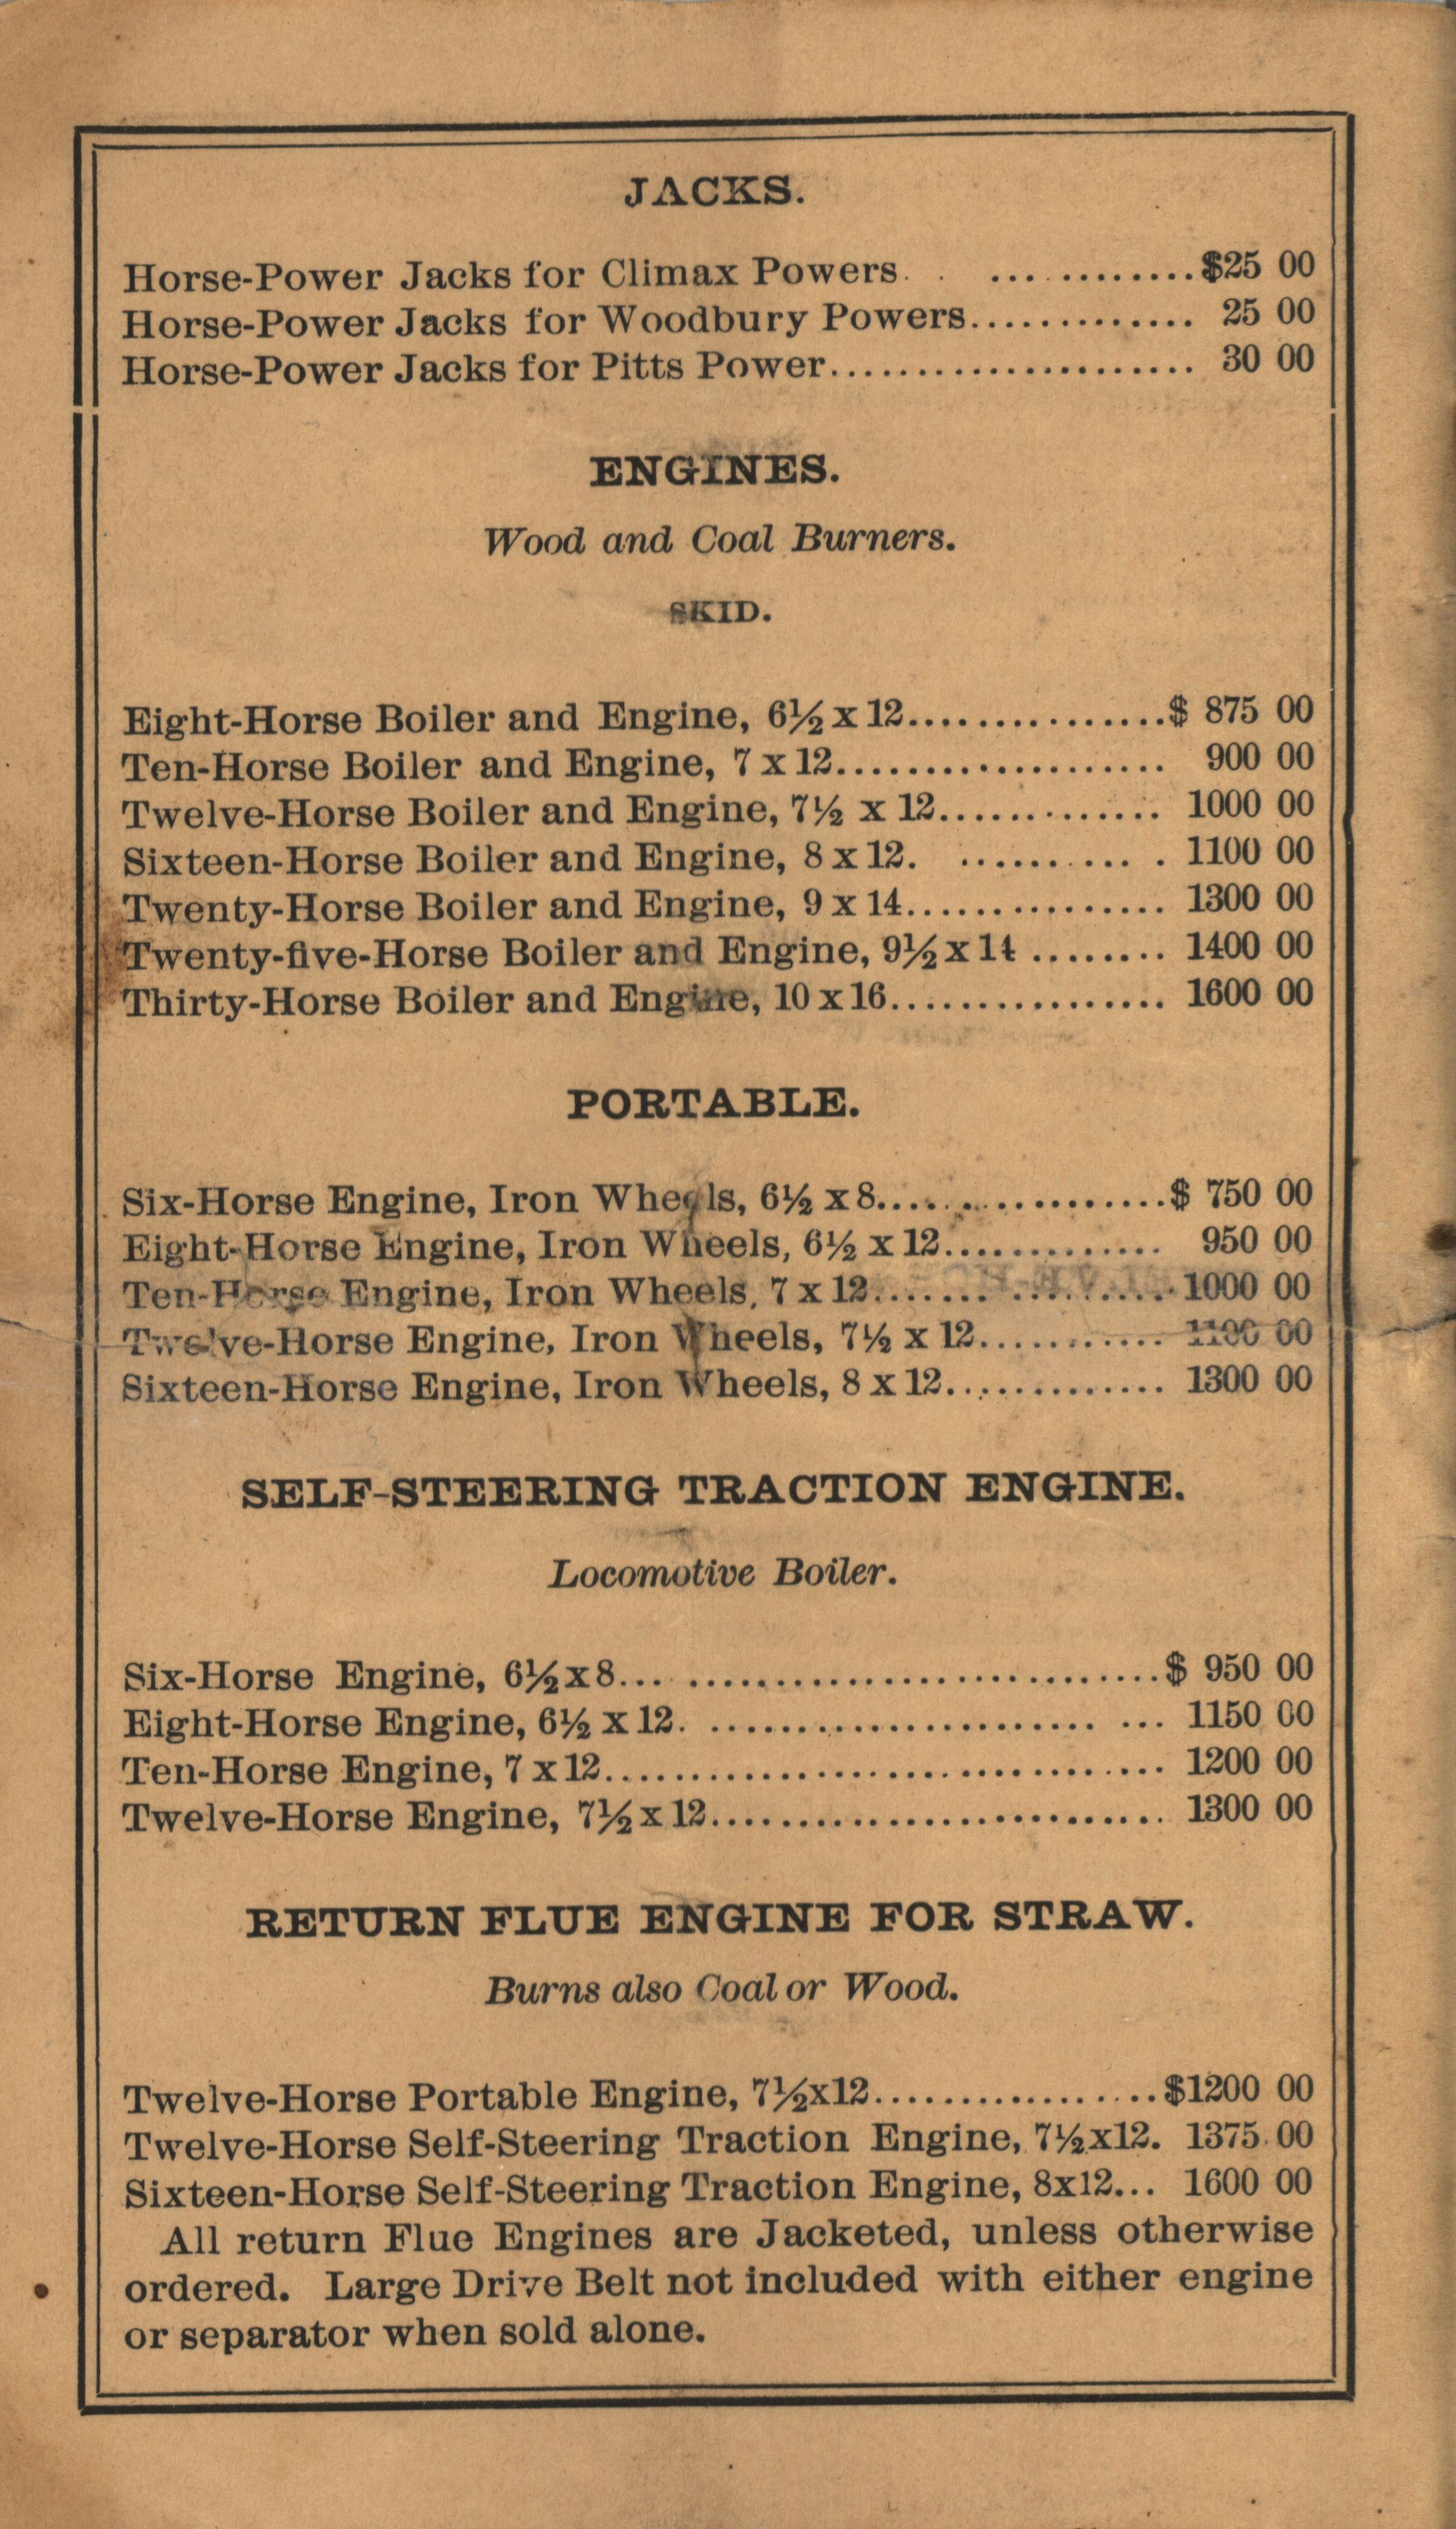 JACKS.
Horse-Power Jacks for Climax Powers. . ... ...........$25 00
Horse-Power Jacks for Woodbury Powers............. 25 00
Horse-Power Jacks for Pitts Power..................... 30 00
ENGINES.
Wood and Coal Burners.
SKID.
Eight-Horse Boiler and Engine, 6½ x 12...............$ 875 00
Ten-Horse Boiler and Engine, 7 x 12................... 900 00
Twelve-Horse Boiler and Engine, 7½ x 12............. 1000 00
Sixteen-Horse Boiler and Engine, 8 x 12. .......... . 1100 00
Twenty-Horse Boiler and Engine, 9 x 14............... 1300 00
Twenty-five-Horse Boiler and Engine, 9½ x 14 ........ 1400 00
Thirty-Horse Boiler and Engine, 10 x 16................ 1600 00
PORTABLE.
Six-Horse Engine, Iron Wheels, 6½ x 8.................$ 750 00
Eight-Horse Engine, Iron Wheels, 6½ x 12............. 950 00
Ten-Horse Engine, Iron Wheels, 7 x 12................. 1000 00
Twelve-Horse Engine, Iron Wheels, 7½ x 12........... 1100 00
Sixteen-Horse Engine, Iron Wheels, 8 x 12............. 1300 00
SELF-STEERING TRACTION ENGINE.
Locomotive Boiler.
Six-Horse Engine, 6½ x 8... ............................$ 950 00
Eight-Horse Engine, 6½ x 12. ...................... ... 1150 00
Ten-Horse Engine, 7 x 12................................ 1200 00
Twelve-Horse Engine, 7½ x 12.......................... 1300 00
RETURN FLUE ENGINE FOR STRAW.
Burns also Coal or Wood.
Twelve-Horse Portable Engine, 7½x12.................$1200 00
Twelve-Horse Self-Steering Traction Engine, 7½x12. 1375 00
Sixteen-Horse Self-Steering Traction Engine, 8x12... 1600 00
All return Flue Engines are Jacketed, unless otherwise
ordered. Large Drive Belt not included with either engine
or separator when sold alone.